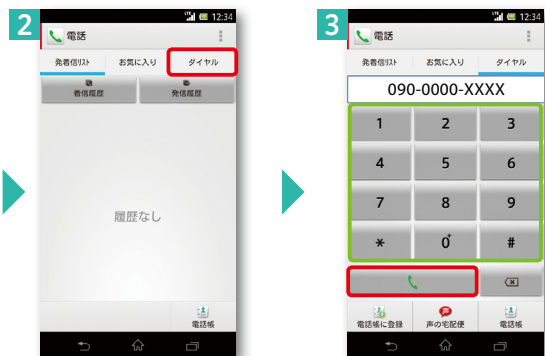 2
12:34
電話
発着信リスト お気に入り ダイヤル
着信履歴 発信履歴
履歴なし
電話帳
3
12:34
電話
発着信リスト お気に入り ダイヤル
090-0000-XXXX
1 2 3
4 5 6
7 8 9
* 0+ #
電話帳に登録 声の宅配便 電話帳